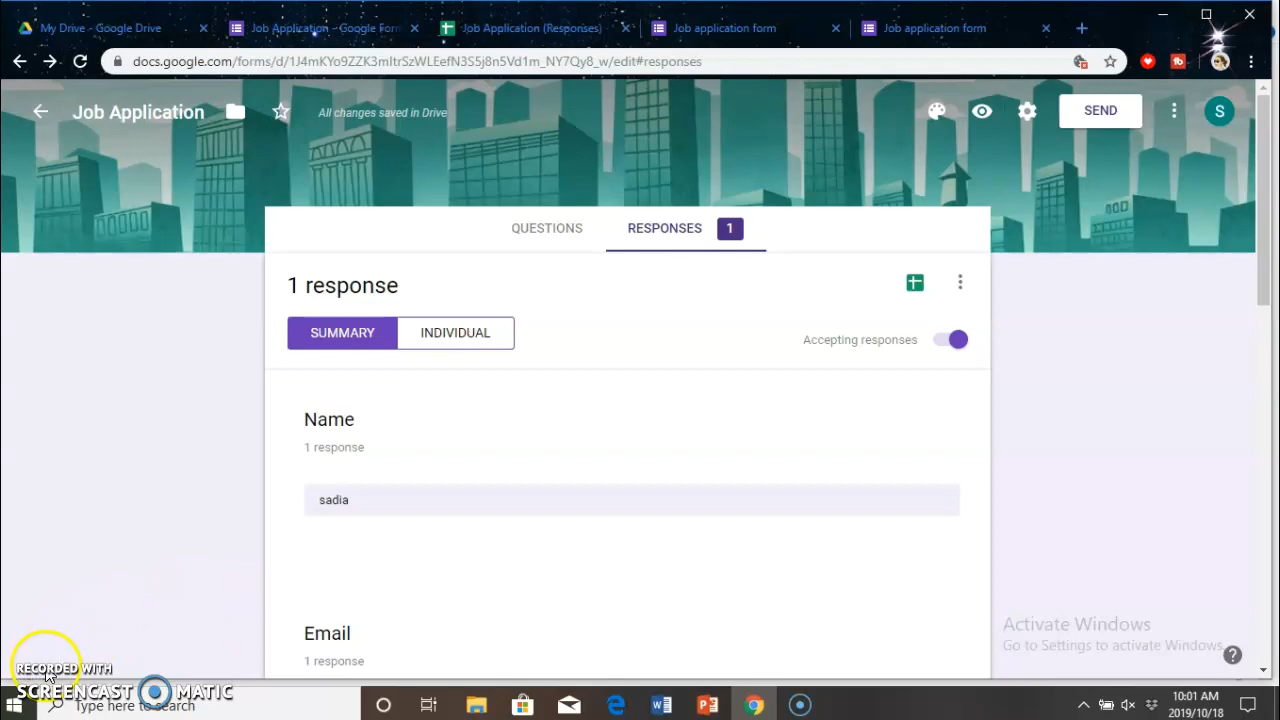 My Drive - Google Drive
Job Application - Google Form
Job Application (Responses)
Job application form
Job application form
docs.google.com/forms/d/1J4mKYo9ZZK3mItrSzWLEefN3S5j8n5Vd1m_NY7Qy8_w/edit#responses
Job Application
All changes saved in Drive
SEND
S
QUESTIONS
RESPONSES 1
1 response
SUMMARY
INDIVIDUAL
Accepting responses
Name
1 response
sadia
Email
1 response
Activate Windows
Go to Settings to activate Windows.
RECORDED WITH
SCREENCAST MATIC
Type here to search
10:01 AM
2019/10/18